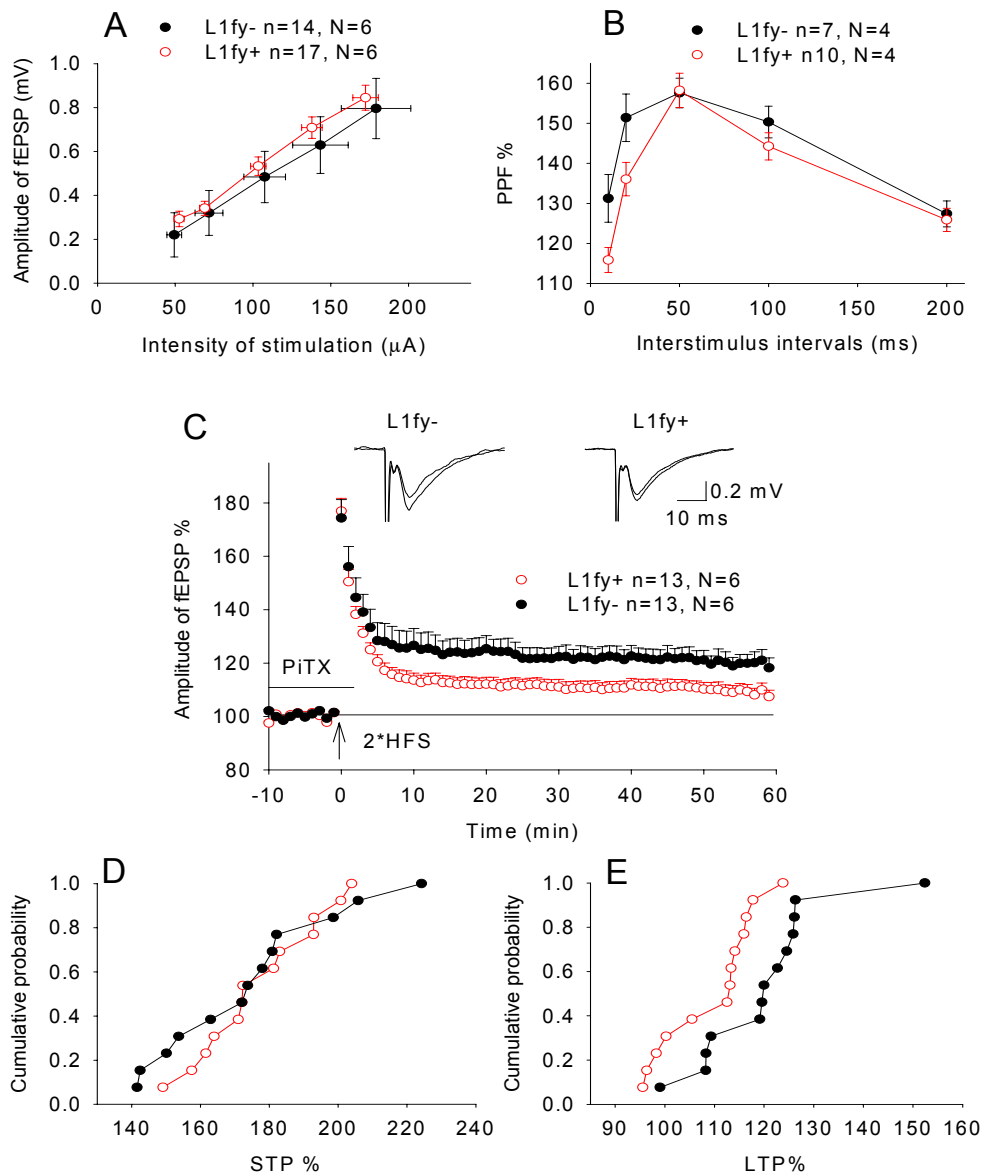 A
L1fy- n=14, N=6
L1fy+ n=17, N=6
Amplitude of fEPSP (mV)
1.0
0.8
0.6
0.4
0.2
0.0
0 50 100 150 200
Intensity of stimulation (μA)
B
L1fy- n=7, N=4
L1fy+ n10, N=4
PPF %
160
150
140
130
120
110
0 50 100 150 200
Interstimulus intervals (ms)
C
L1fy-
L1fy+
0.2 mV
10 ms
Amplitude of fEPSP %
180
160
140
120
100
80
L1fy+ n=13, N=6
L1fy- n=13, N=6
PiTX
2*HFS
-10 0 10 20 30 40 50 60
Time (min)
D
Cumulative probability
1.0
0.8
0.6
0.4
0.2
0.0
140 160 180 200 220 240
STP %
E
Cumulative probability
1.0
0.8
0.6
0.4
0.2
0.0
90 100 110 120 130 140 150 160
LTP%